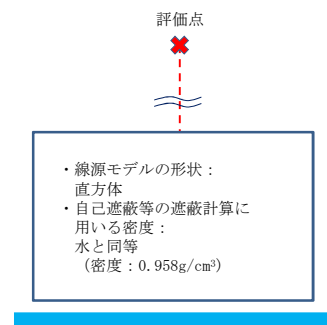 評価点
・線源モデルの形状：
直方体
・自己遮蔽等の遮蔽計算に
用いる密度：
水と同等
（密度：0.958g/cm³）